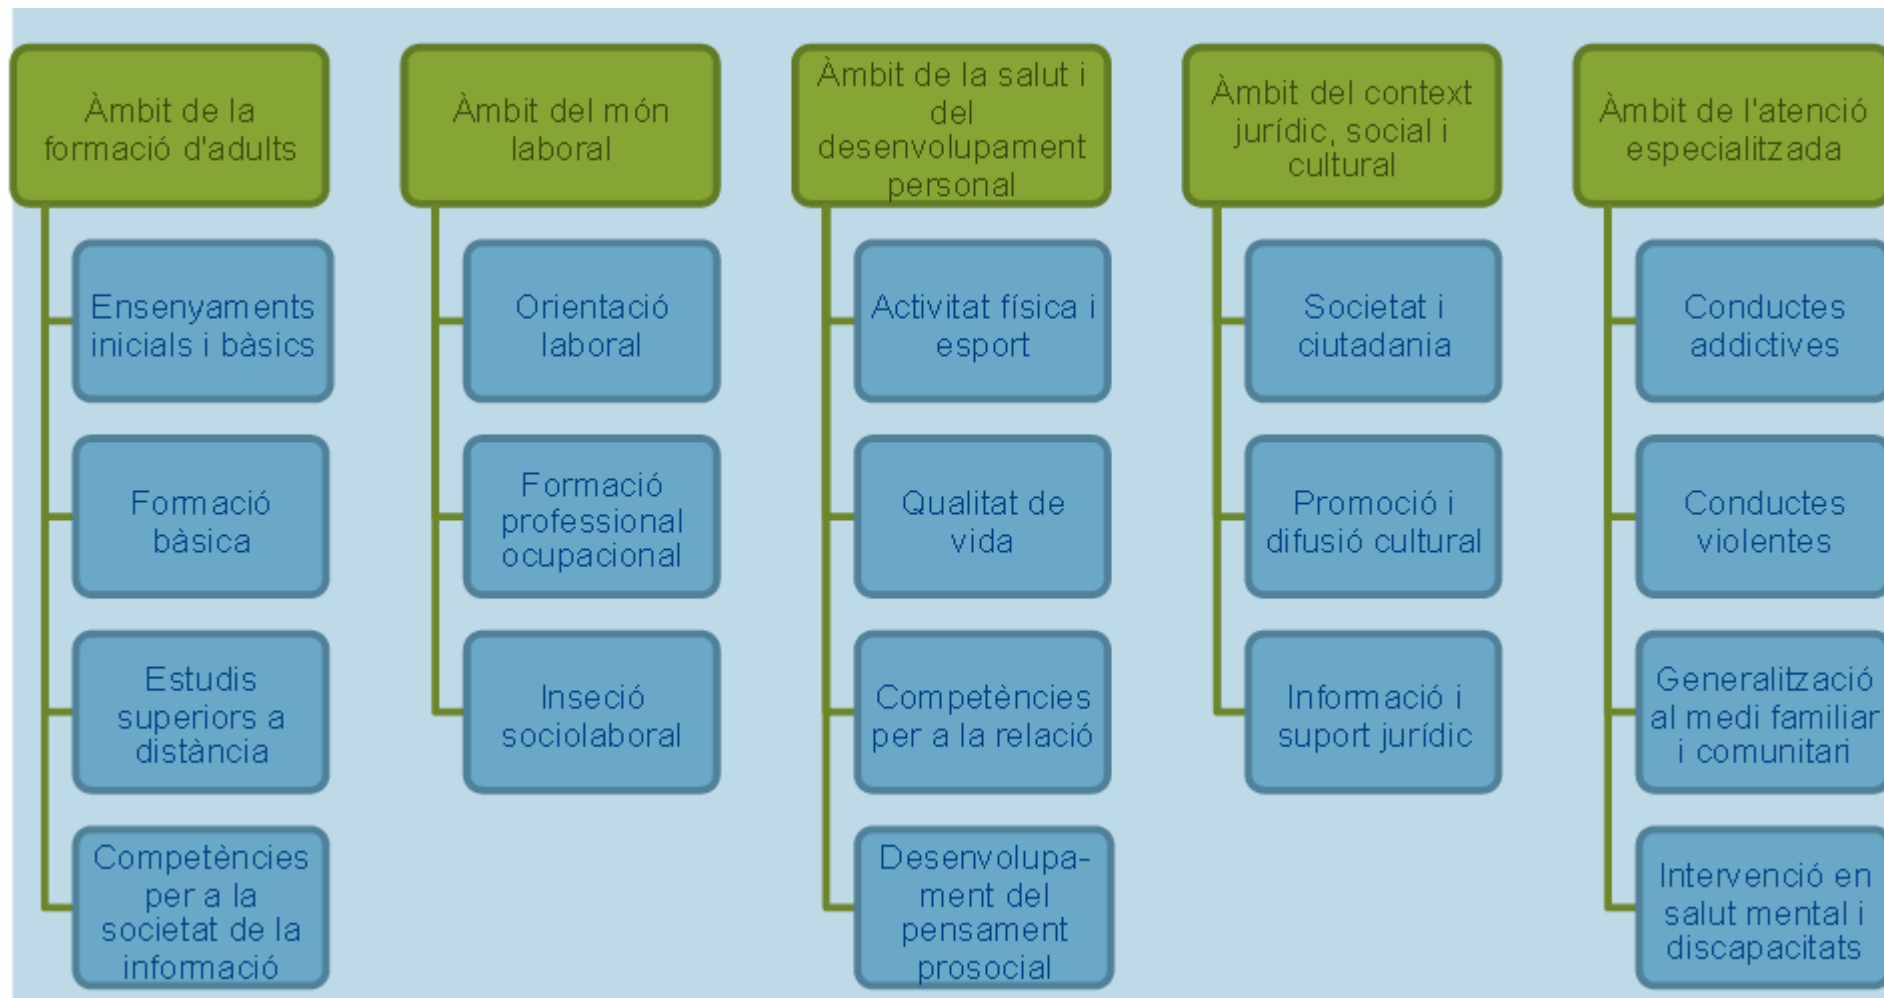 Àmbit de la
formació d'adults
Ensenyaments
inicials i bàsics
Formació
bàsica
Estudis
superiors a
distància
Competències
per a la
societat de la
informació
Àmbit del món
laboral
Orientació
laboral
Formació
professional
ocupacional
Inseció
sociolaboral
Àmbit de la salut i
del
desenvolupament
personal
Activitat física i
esport
Qualitat de
vida
Competències
per a la relació
Desenvolupa-
ment del
pensament
prosocial
Àmbit del context
jurídic, social i
cultural
Societat i
ciutadania
Promoció i
difusió cultural
Informació i
suport jurídic
Àmbit de l'atenció
especialitzada
Conductes
addictives
Conductes
violentes
Generalització
al medi familiar
i comunitari
Intervenció en
salut mental i
discapacitats